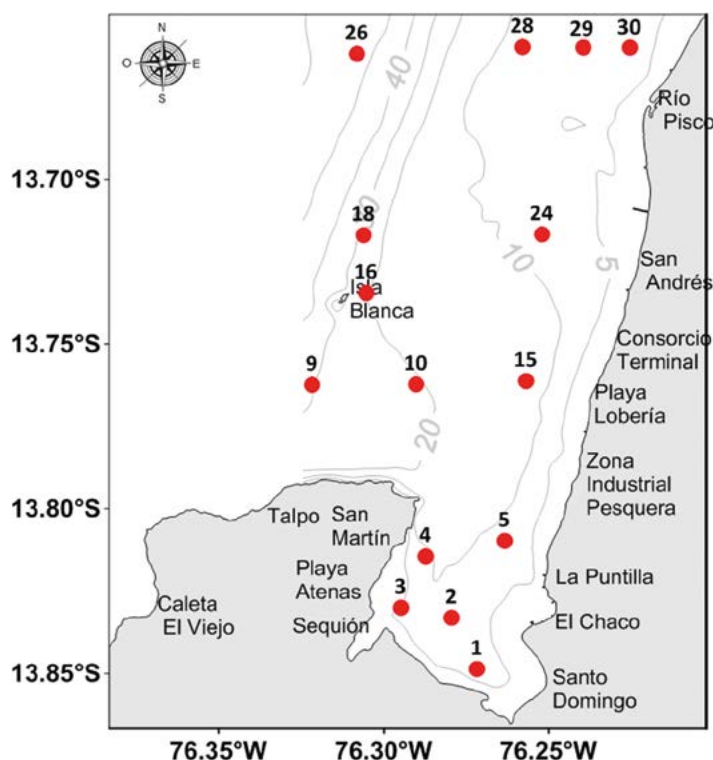 N
O E
S
26
28 29 30
40
Río
Pisco
13.70°S
18
24
10
5
San
Andrés
16
Isla
Blanca
13.75°S
Consorcio
Terminal
9 10 15
Playa
Lobería
20
Zona
Industrial
Pesquera
13.80°S
Talpo
San
Martín
4
5
Playa
Atenas
La Puntilla
3
2
Caleta
El Viejo
Sequión
El Chaco
1
13.85°S
Santo
Domingo
76.35°W 76.30°W 76.25°W